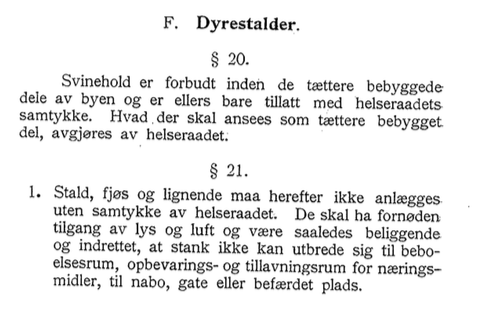 F. Dyrestalder.
§ 20.
Svinehold er forbudt inden de tættere bebyggede
dele av byen og er ellers bare tillatt med helseraadets
samtykke. Hvad der skal ansees som tættere bebygget
del, avgjøres av helseraadet.
§ 21.
1. Stald, fjøs og lignende maa herefter ikke anlægges
uten samtykke av helseraadet. De skal ha fornøden
tilgang av lys og luft og være saaledes beliggende
og indrettet, at stank ikke kan utbrede sig til bebo-
elsesrum, opbevarings- og tillavningsrum for nærings-
midler, til nabo, gate eller befærdet plads.